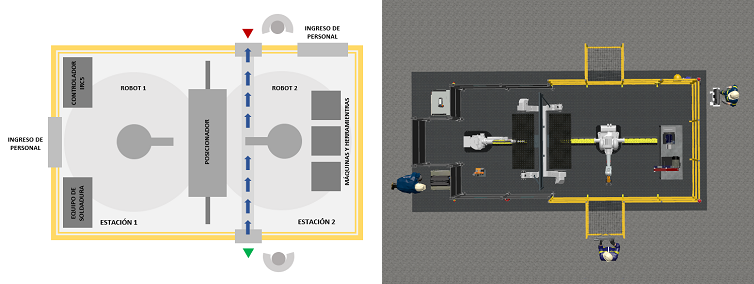 INGRESO DE
PERSONAL
CONTROLADOR
IRC5
ROBOT 1
ROBOT 2
POSICIONADOR
MÁQUINAS Y HERRAMIENTRAS
INGRESO DE
PERSONAL
EQUIPO DE
SOLDADURA
ESTACIÓN 1
ESTACIÓN 2